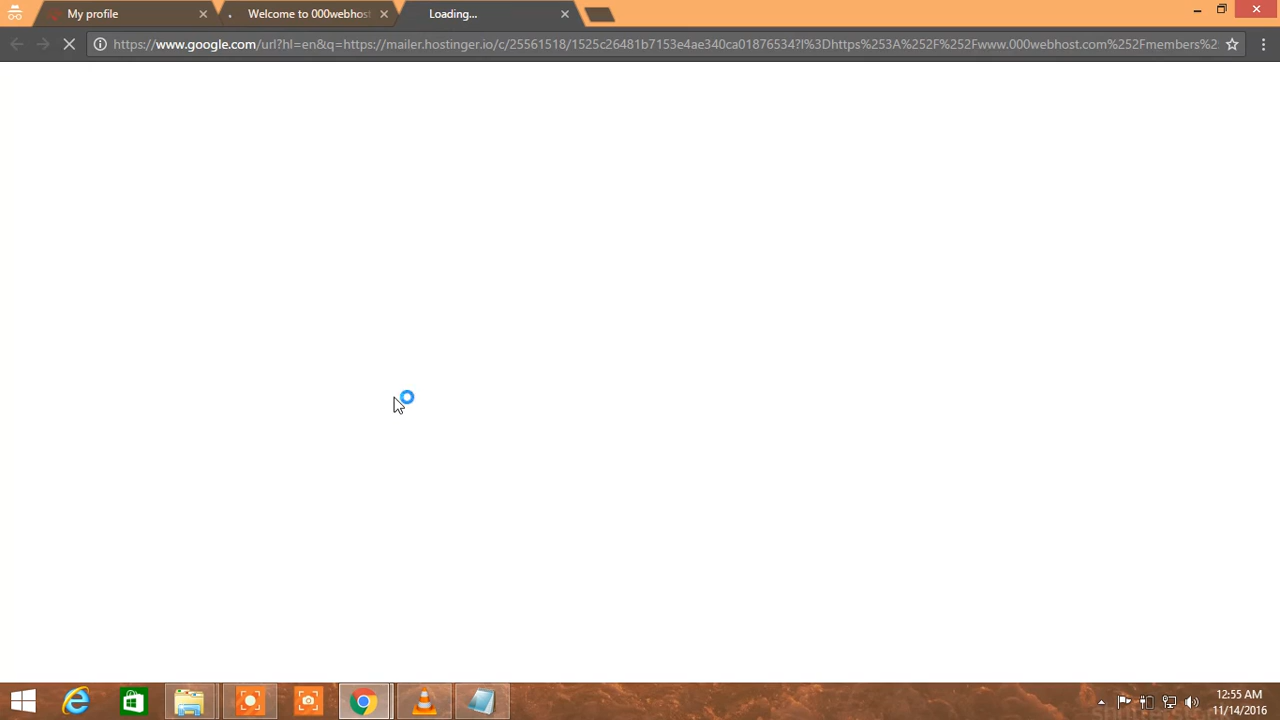 My profile
Welcome to 000webhost
Loading...
https://www.google.com/url?hl=en&q=https://mailer.hostinger.io/c/25561518/1525c26481b7153e4ae340ca01876534?l%3Dhttps%253A%252F%252Fwww.000webhost.com%252Fmembers%2
12:55 AM
11/14/2016